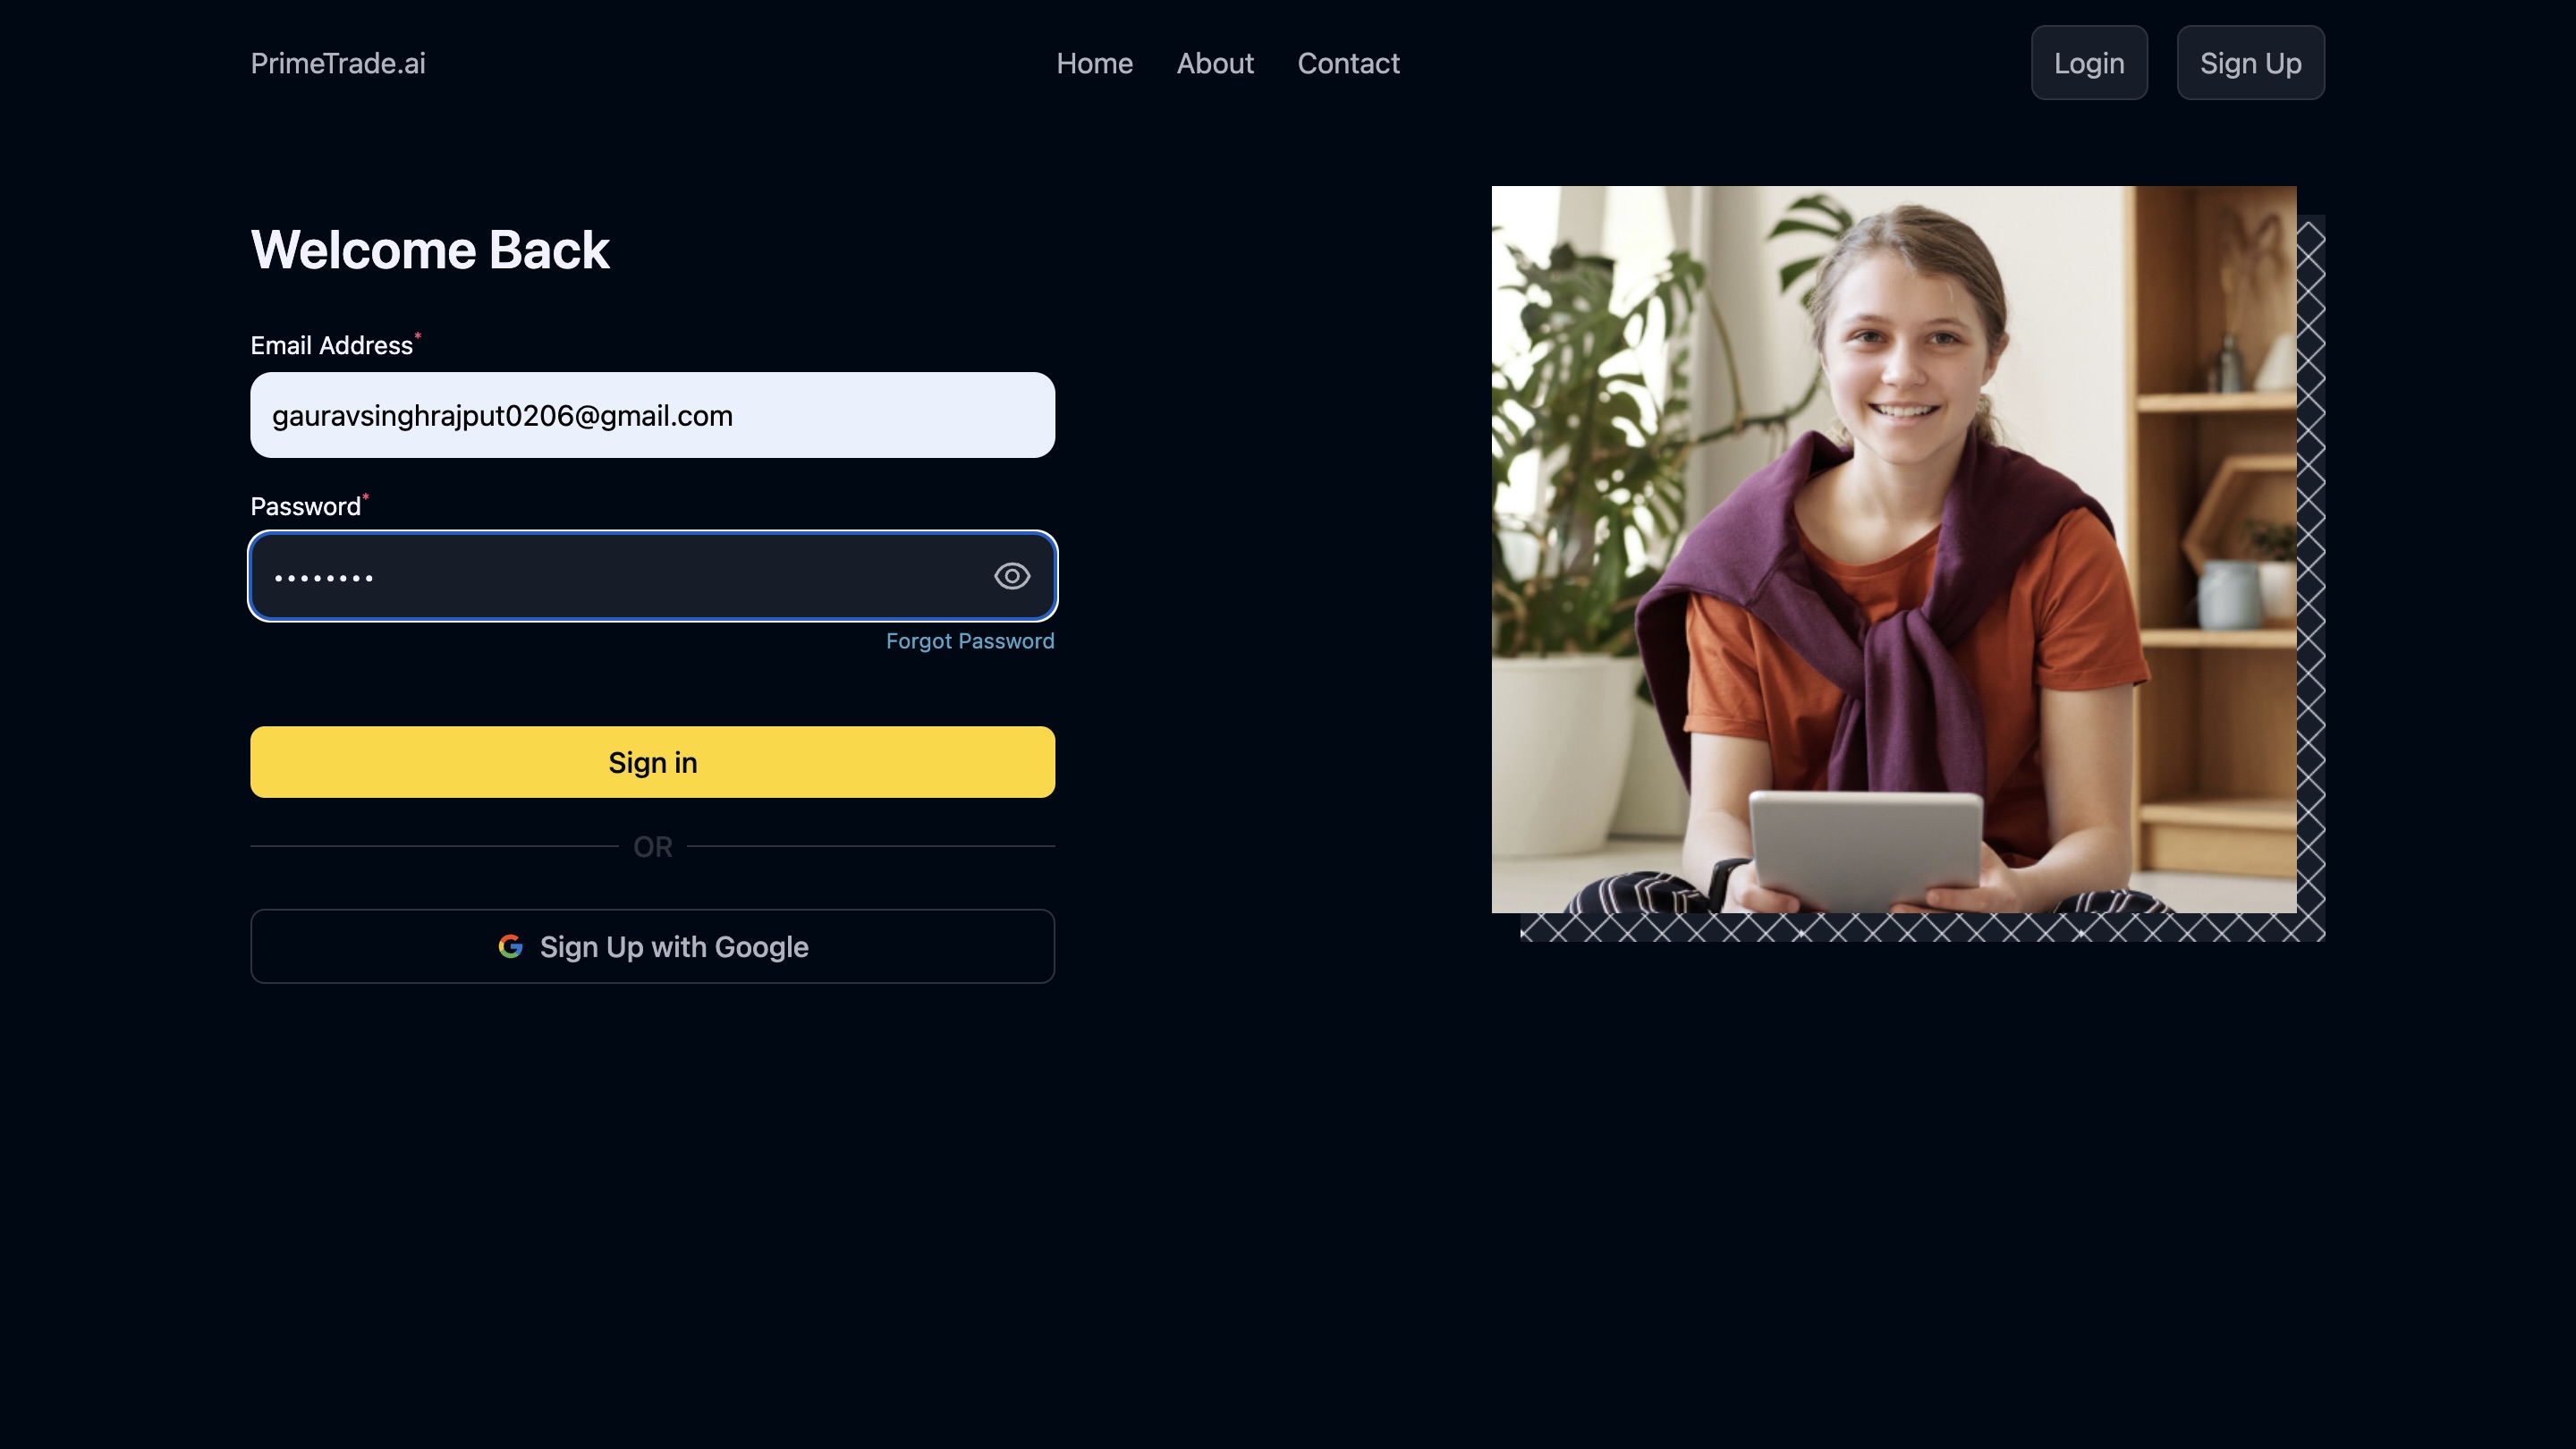 PrimeTrade.ai
Home About Contact
Login Sign Up
Welcome Back
Email Address*
gauravsinghrajput0206@gmail.com
Password*
••••••••
Forgot Password
Sign in
OR
Sign Up with Google